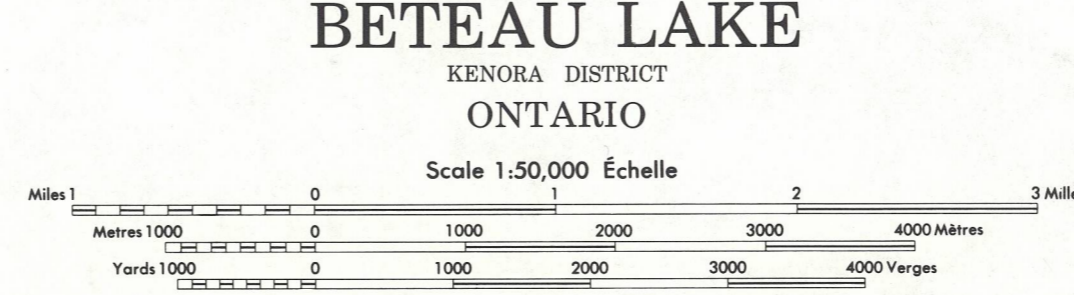 BETEAU LAKE
KENORA DISTRICT
ONTARIO
Scale 1:50,000 Échelle
Miles 1 0 1 2 3
Metres 1000 0 1000 2000 3000 4000 Mètres
Yards 1000 0 1000 2000 3000 4000 Verges